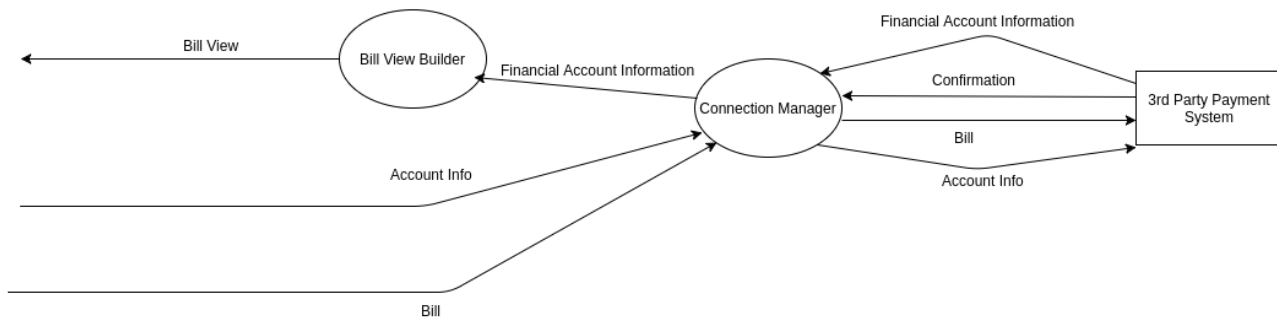 Financial Account Information
Bill View
Bill View Builder
Financial Account Information
Confirmation
Connection Manager
3rd Party Payment
System
Bill
Account Info
Account Info
Bill